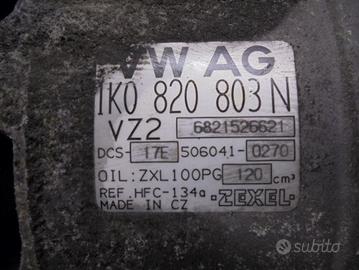 VW AG
1K0 820 803 N
VZ2 6821526621
DCS-17E 506041-0270
OIL: ZXL100PG 120 cm³
REF. HFC-134a ZEXEL
MADE IN CZ
subito